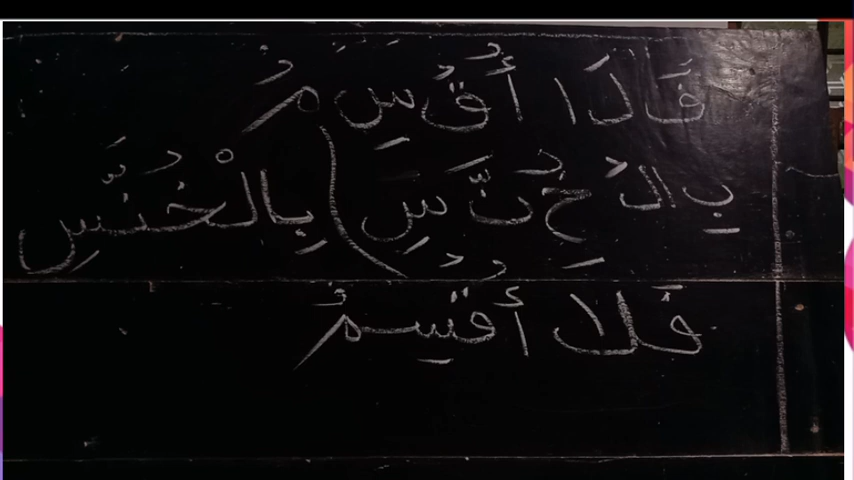 فَ لَا أُ قْ سِ مُ
بِ الْ خُ نَّ سِ ) بِالْخُنَّسِ
فَلَا أُقْسِمُ